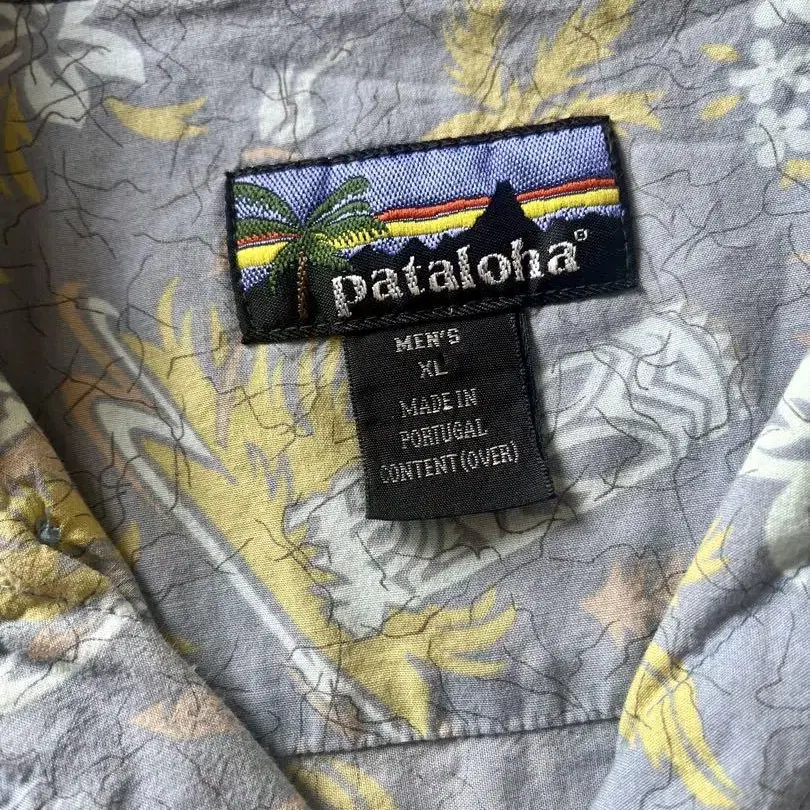 pataloha®
MEN'S
XL
MADE IN
PORTUGAL
CONTENT (OVER)